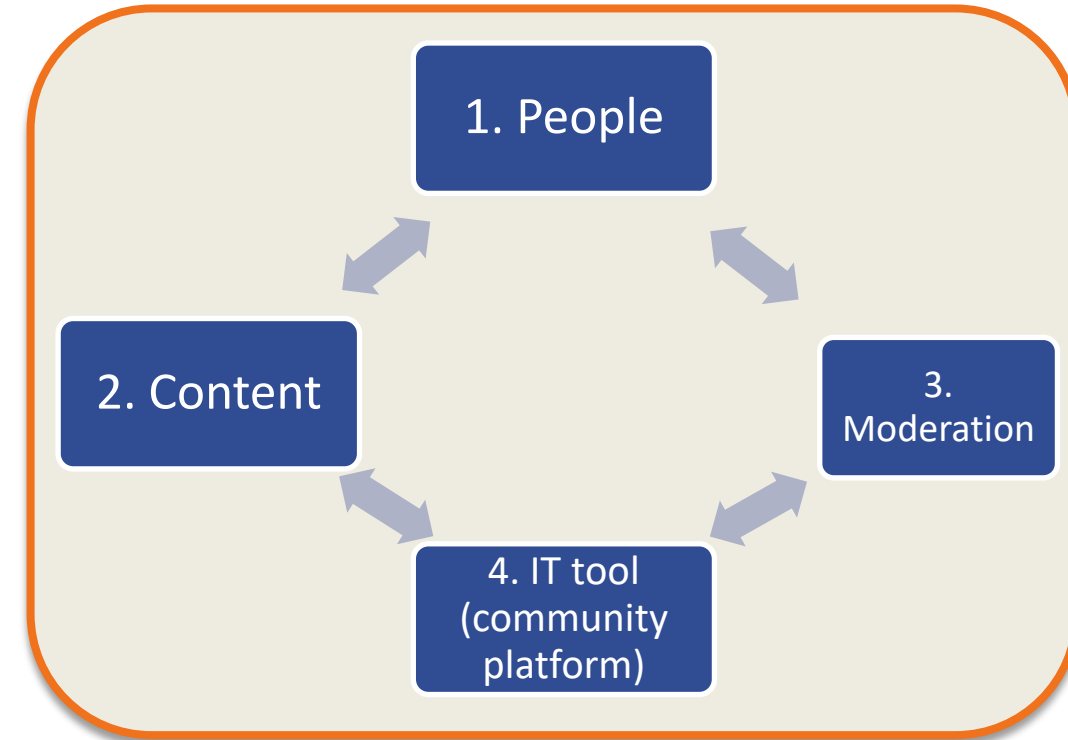 1. People
2. Content
3.
Moderation
4. IT tool
(community
platform)